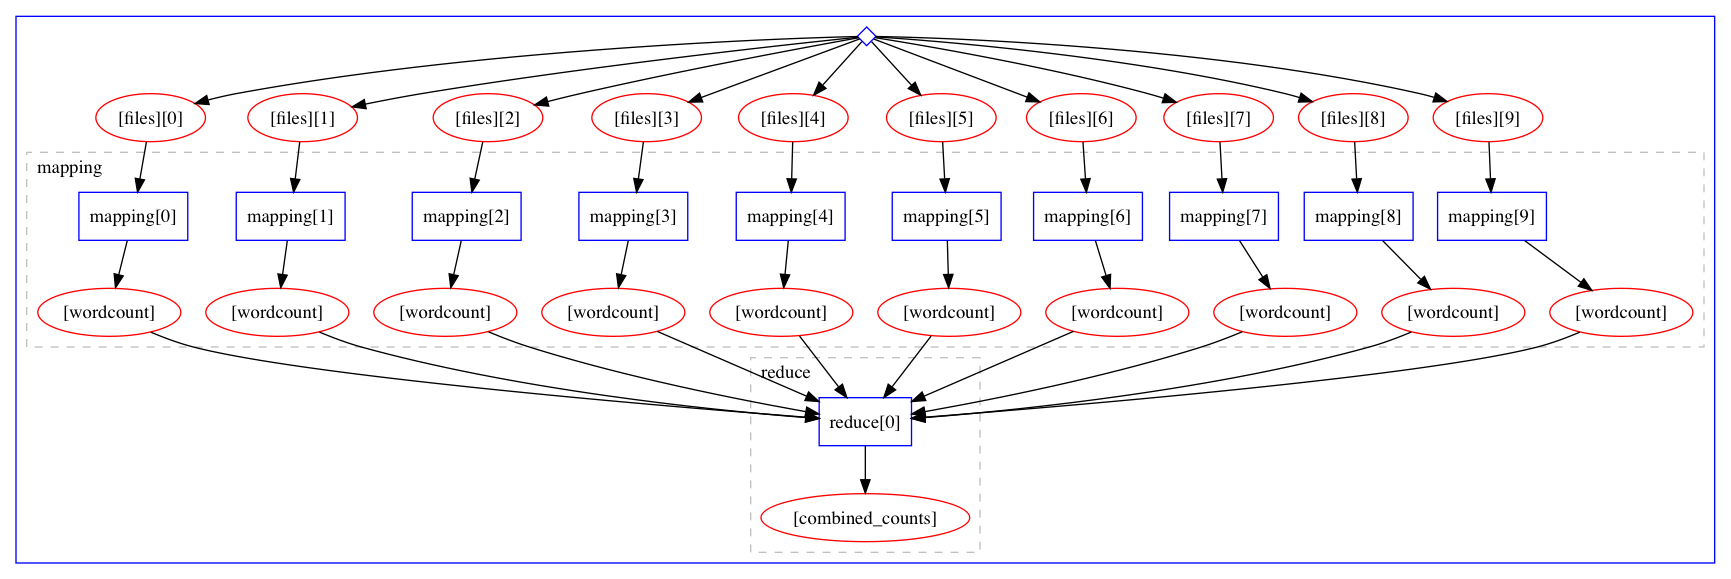 [files][0] [files][1] [files][2] [files][3] [files][4] [files][5] [files][6] [files][7] [files][8] [files][9]
mapping
mapping[0] mapping[1] mapping[2] mapping[3] mapping[4] mapping[5] mapping[6] mapping[7] mapping[8] mapping[9]
[wordcount] [wordcount] [wordcount] [wordcount] [wordcount] [wordcount] [wordcount] [wordcount] [wordcount] [wordcount]
reduce
reduce[0]
[combined_counts]